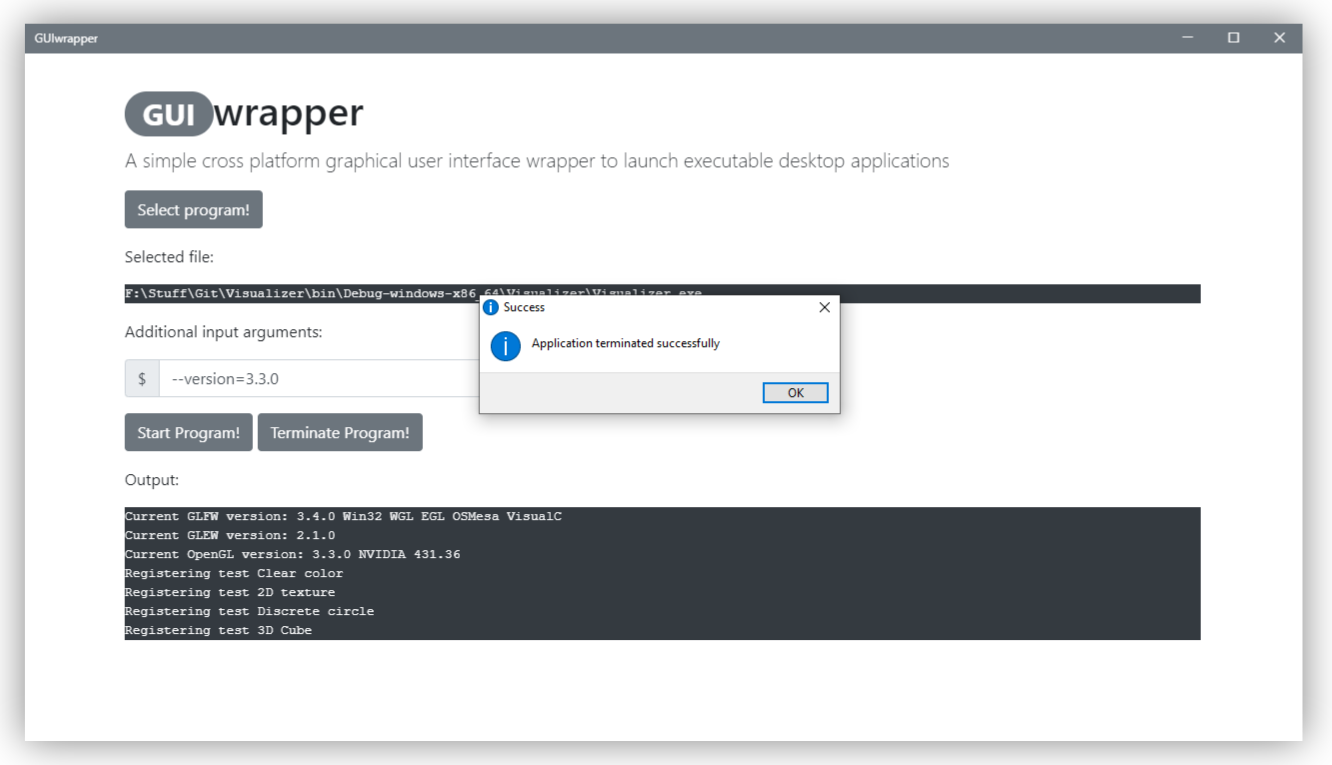 GUIwrapper
GUI wrapper
A simple cross platform graphical user interface wrapper to launch executable desktop applications
Select program!
Selected file:
F:\Stuff\Git\Visualizer\bin\Debug-windows-x86_64\Visualizer\Visualizer.exe
Success
Additional input arguments:
Application terminated successfully
$ --version=3.3.0
OK
Start Program! Terminate Program!
Output:
Current GLFW version: 3.4.0 Win32 WGL EGL OSMesa VisualC
Current GLEW version: 2.1.0
Current OpenGL version: 3.3.0 NVIDIA 431.36
Registering test Clear color
Registering test 2D texture
Registering test Discrete circle
Registering test 3D Cube